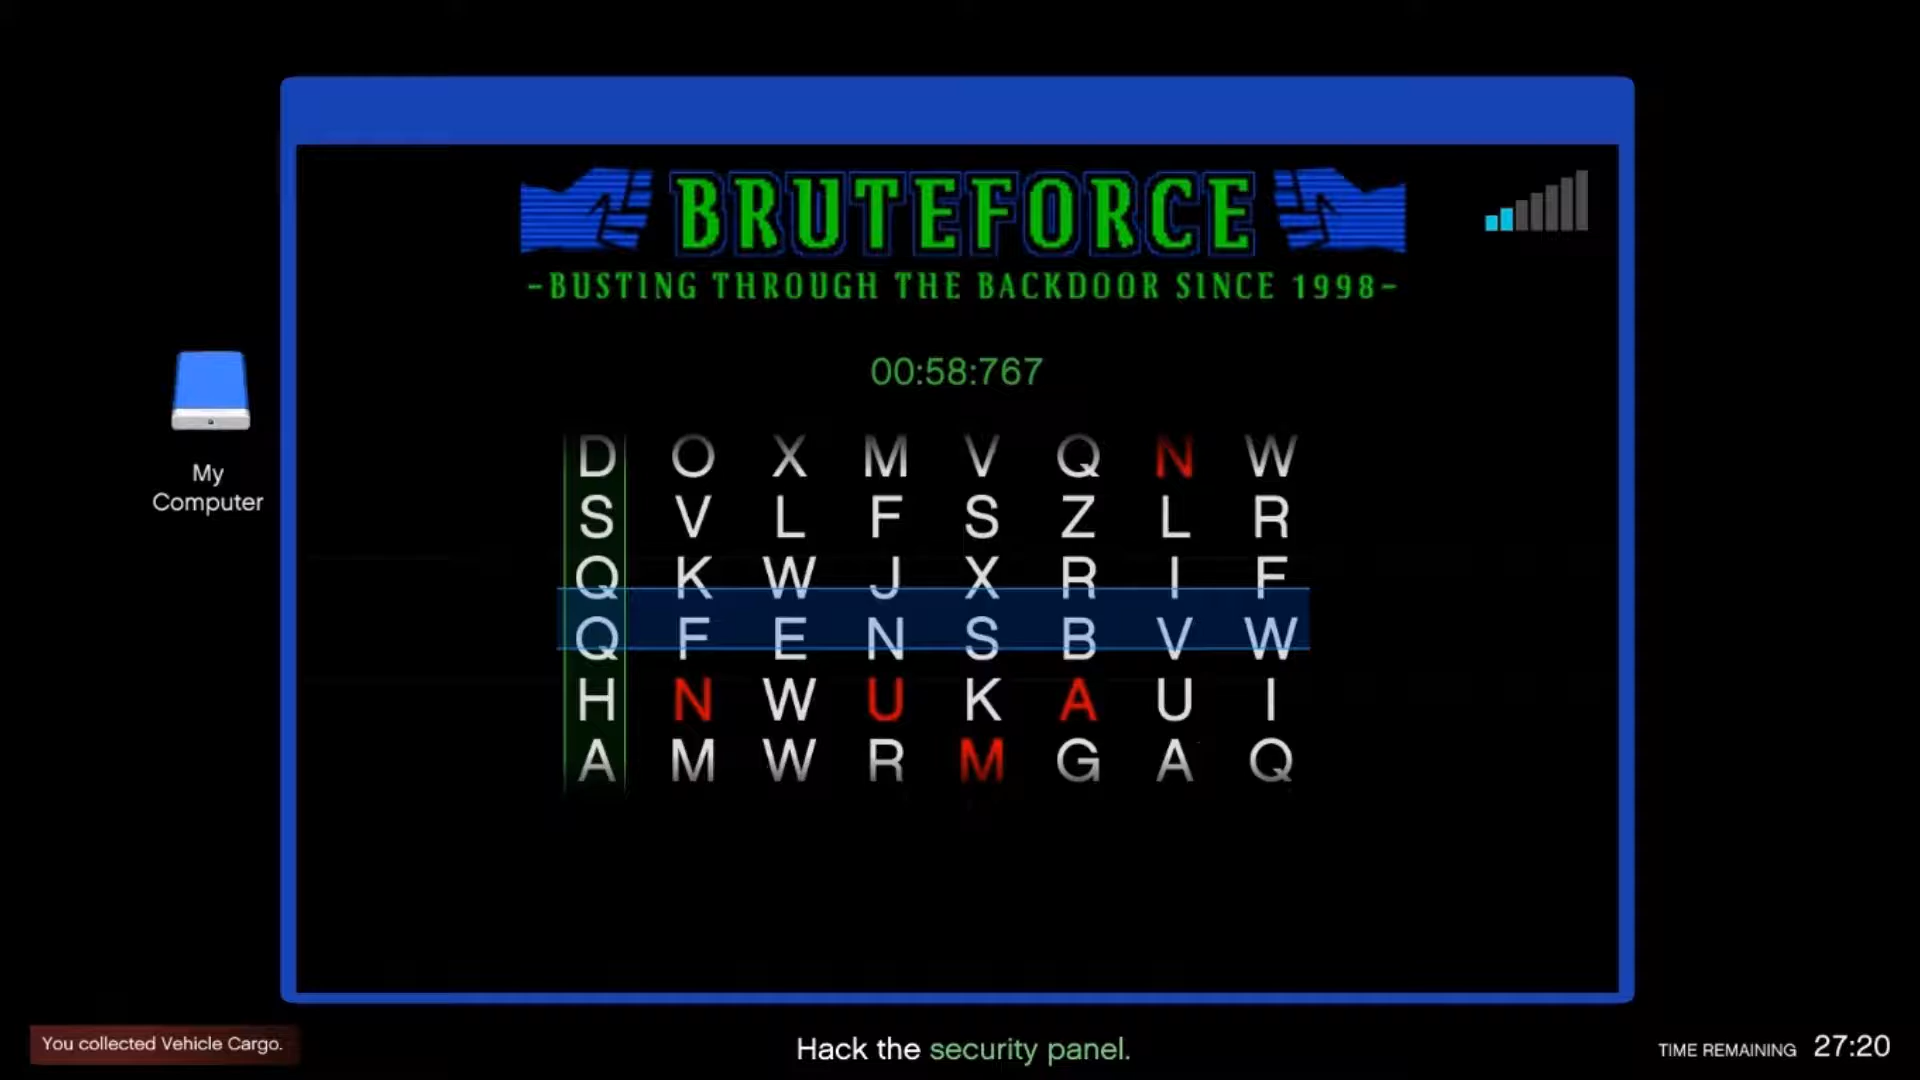 BRUTEFORCE
-BUSTING THROUGH THE BACKDOOR SINCE 1998-
00:58:767
D O X M V Q N W
S V L F S Z L R
Q K W J X R I F
Q F E N S B V W
H N W U K A U I
A M W R M G A Q
My
Computer
You collected Vehicle Cargo.
Hack the security panel.
TIME REMAINING 27:20